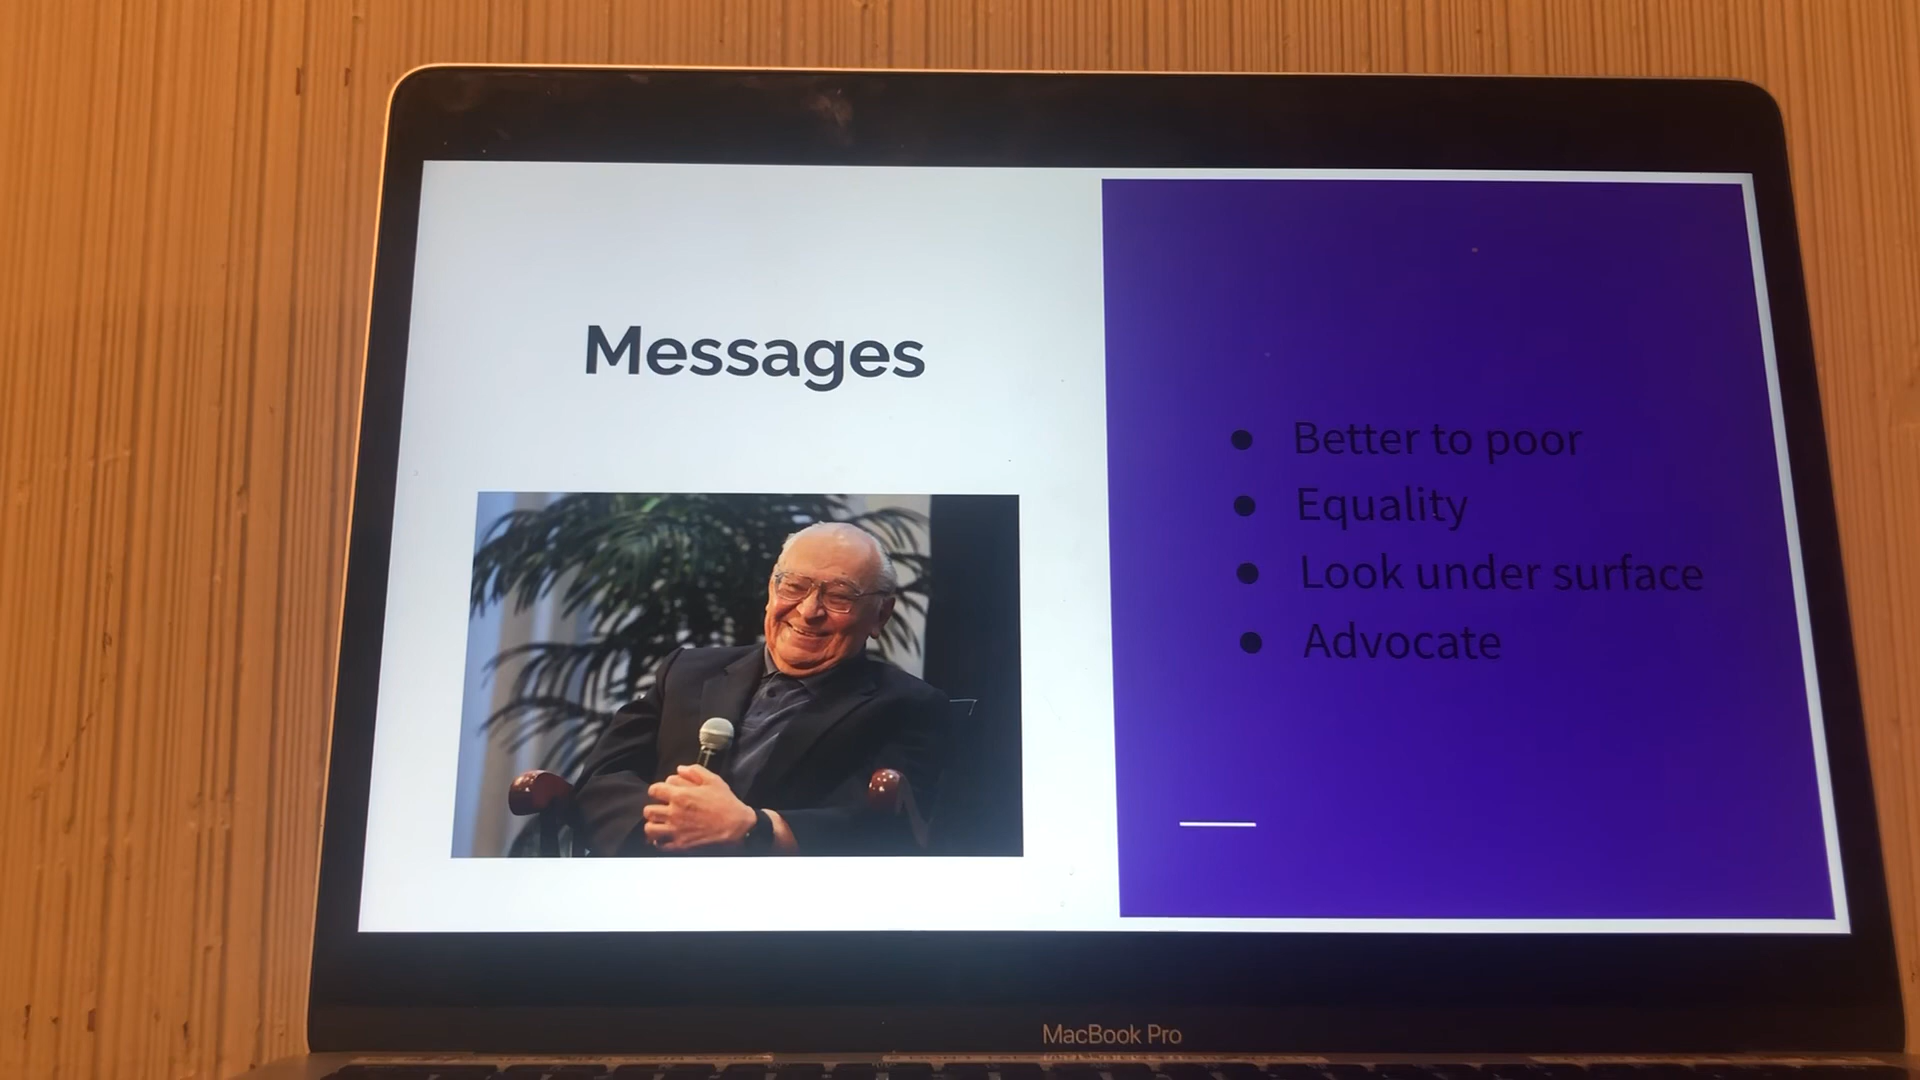 Messages
● Better to poor
● Equality
● Look under surface
● Advocate
MacBook Pro